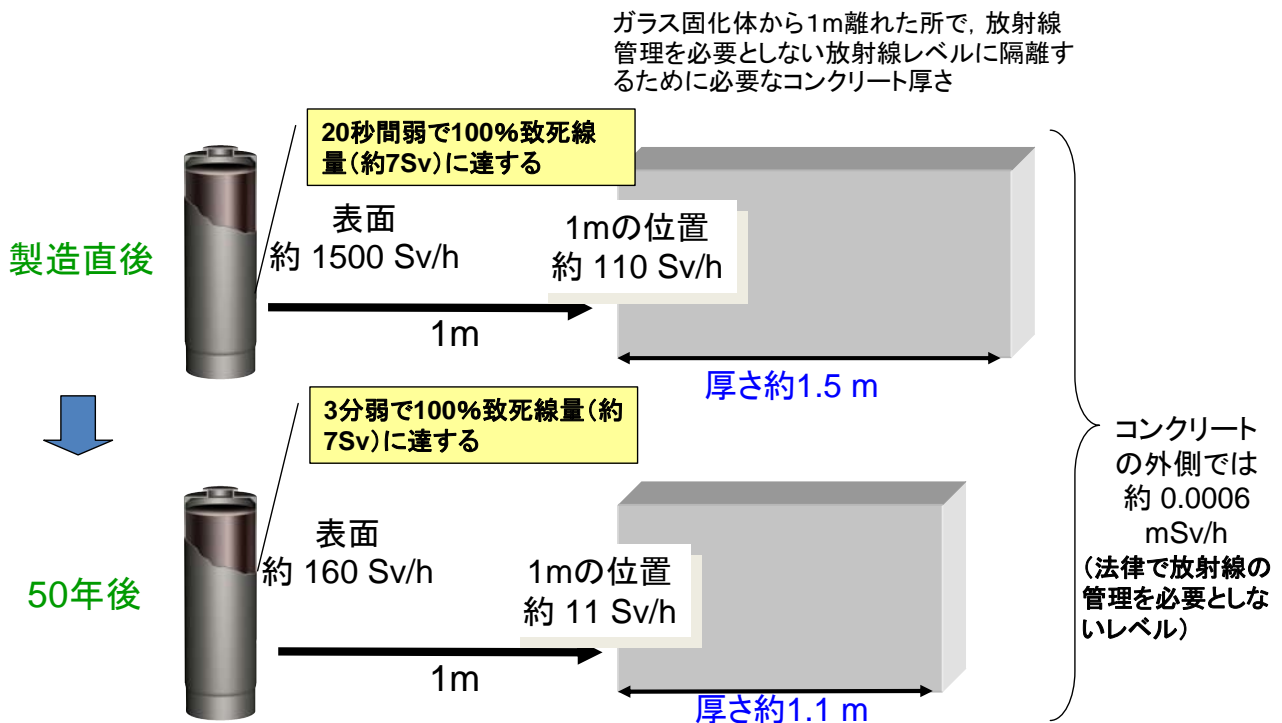 ガラス固化体から1m離れた所で，放射線
管理を必要としない放射線レベルに隔離す
るために必要なコンクリート厚さ
20秒間弱で100%致死線
量(約7Sv)に達する
表面
約 1500 Sv/h
1mの位置
約 110 Sv/h
製造直後
1m
厚さ約1.5 m
3分弱で100%致死線量(約
7Sv)に達する
表面
約 160 Sv/h
1mの位置
約 11 Sv/h
50年後
1m
厚さ約1.1 m
コンクリート
の外側では
約 0.0006
mSv/h
(法律で放射線の
管理を必要としな
いレベル)